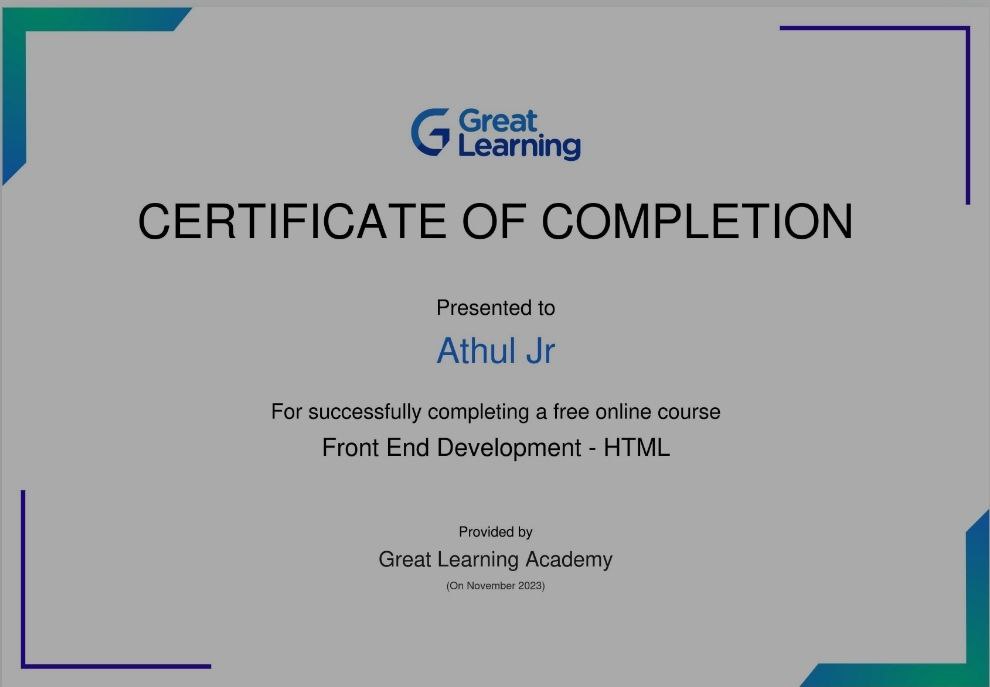 Great
Learning
CERTIFICATE OF COMPLETION
Presented to
Athul Jr
For successfully completing a free online course
Front End Development - HTML
Provided by
Great Learning Academy
(On November 2023)